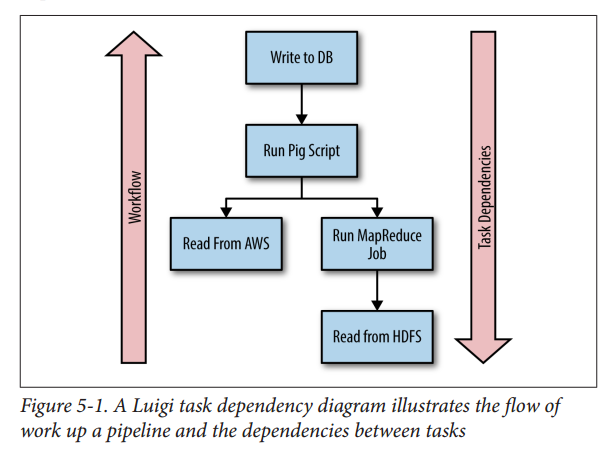 Write to DB
Run Pig Script
Workflow
Task Dependencies
Read From AWS
Run MapReduce
Job
Read from HDFS
Figure 5-1. A Luigi task dependency diagram illustrates the flow of
work up a pipeline and the dependencies between tasks